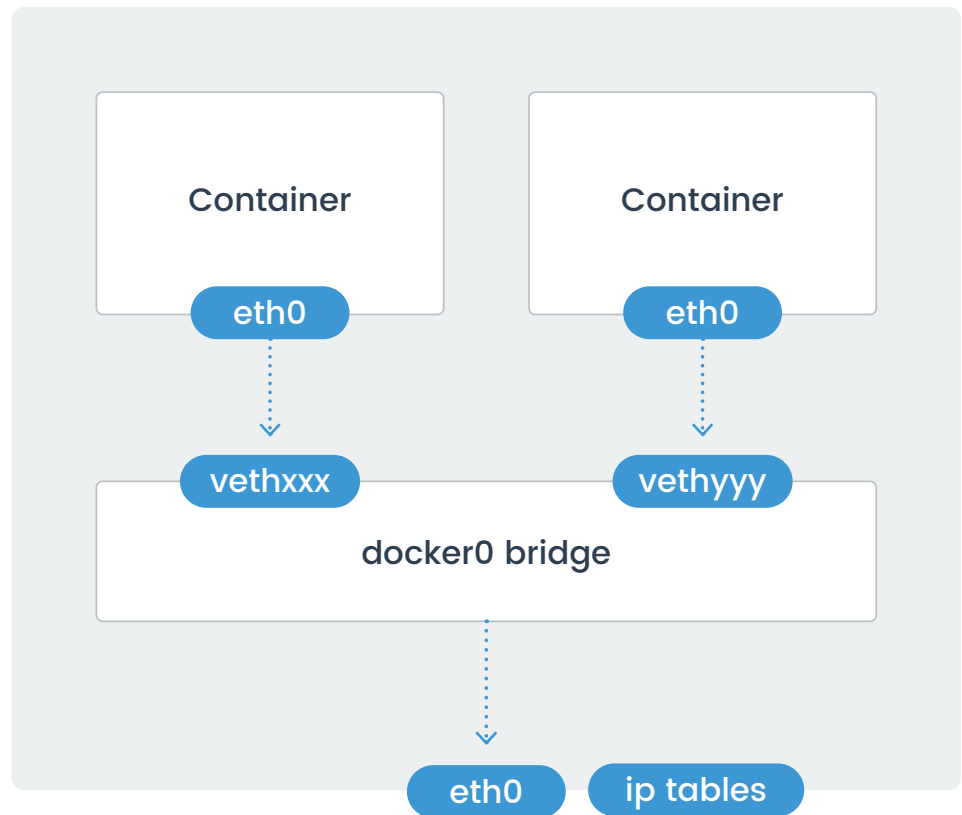 Container
Container
eth0
eth0
vethxxx
vethyyy
docker0 bridge
eth0
ip tables